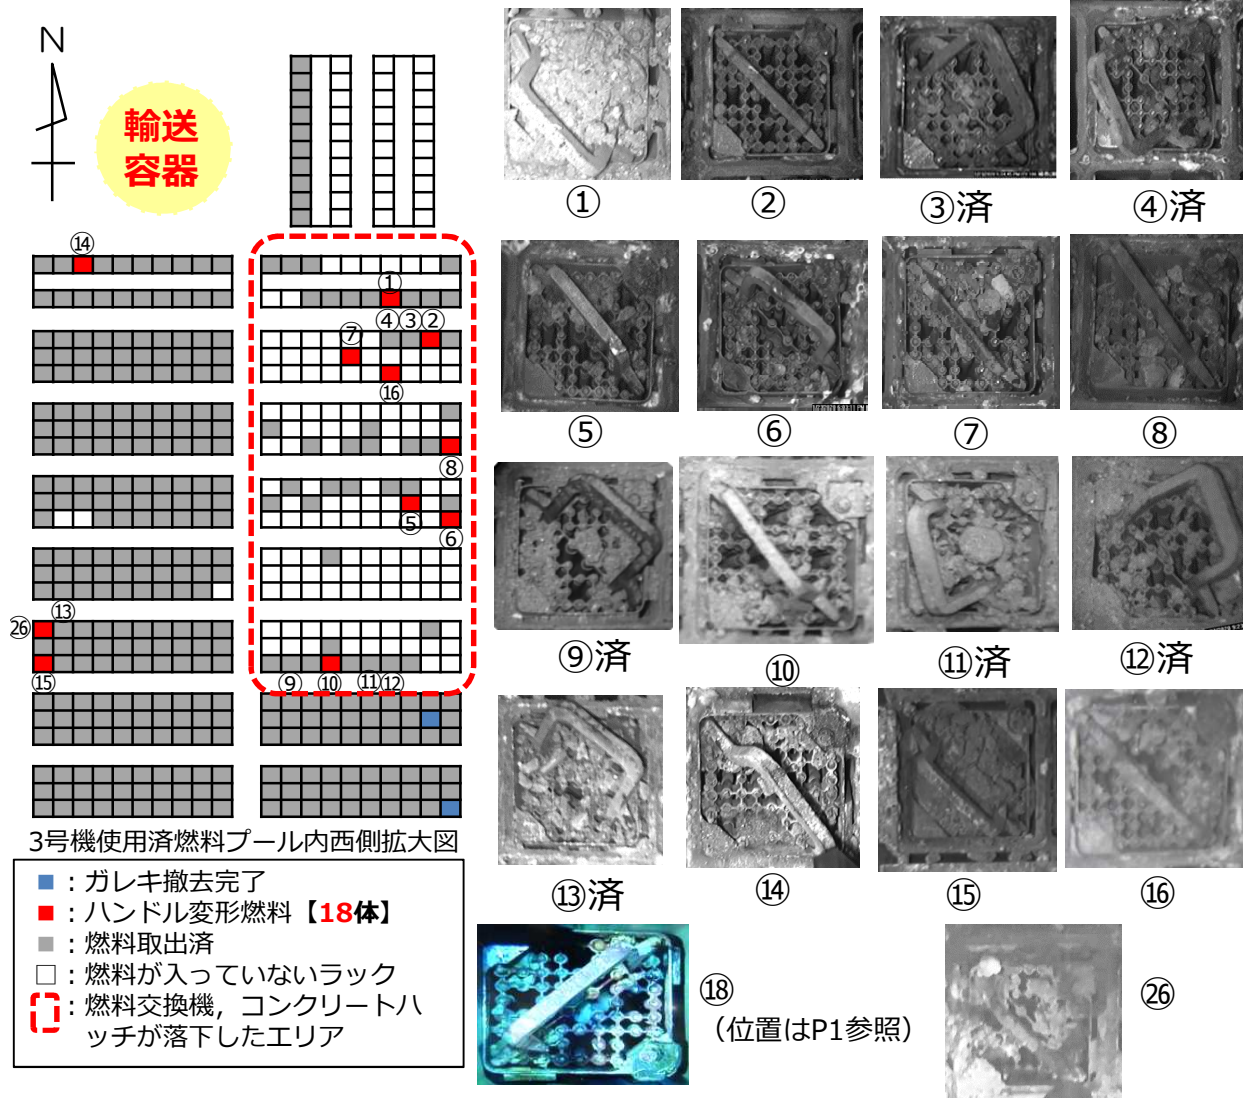 N
輸送
容器
⑭
①
④③②
⑦
⑯
⑧
⑤
⑥
⑬
㉖
⑮
⑨ ⑩ ⑪⑫
3号機使用済燃料プール内西側拡大図
■：ガレキ撤去完了
■：ハンドル変形燃料【18体】
■：燃料取出済
□：燃料が入っていないラック
：燃料交換機，コンクリートハ
ッチが落下したエリア
① ② ③済 ④済
⑤ ⑥ ⑦ ⑧
⑨済 ⑩ ⑪済 ⑫済
⑬済 ⑭ ⑮ ⑯
⑱
（位置はP1参照）
㉖